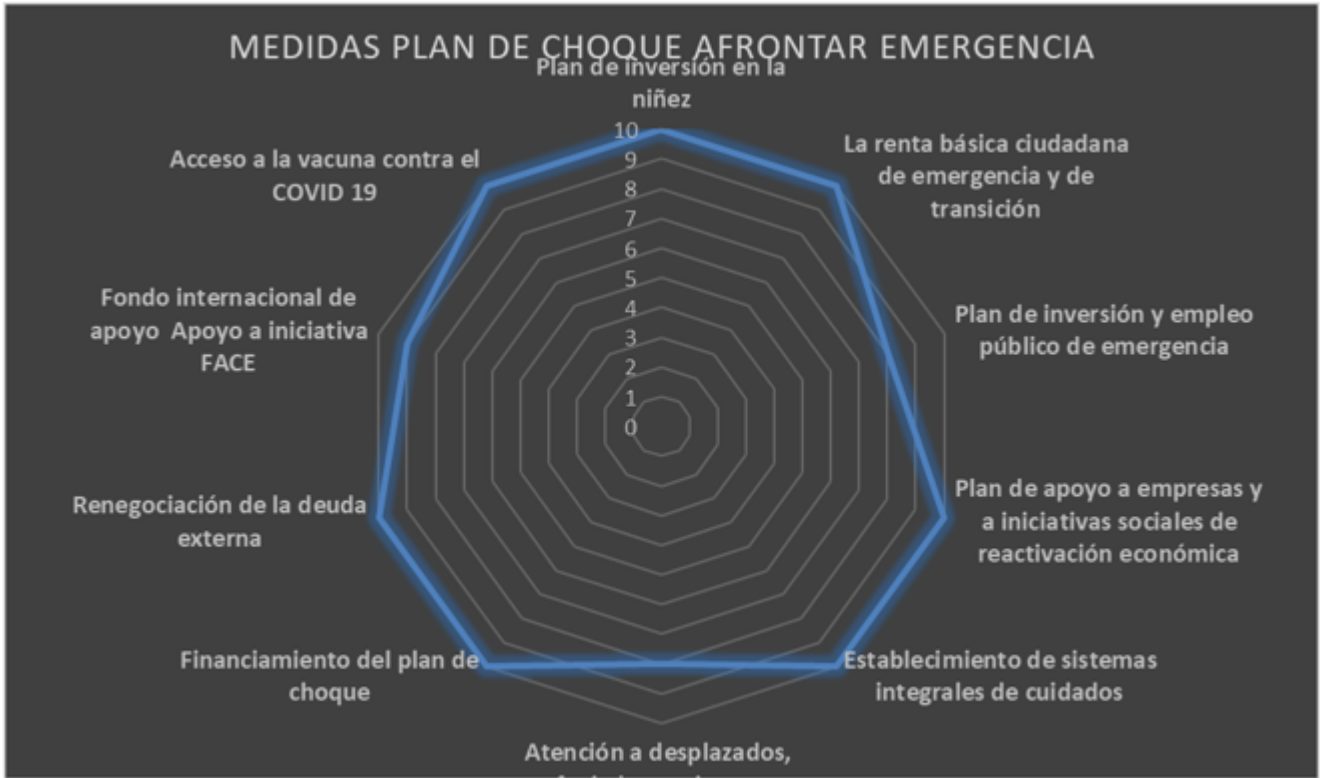 MEDIDAS PLAN DE CHOQUE AFRONTAR EMERGENCIA
Plan de inversión en la
niñez
La renta básica ciudadana
de emergencia y de
transición
Plan de inversión y empleo
público de emergencia
Plan de apoyo a empresas y
a iniciativas sociales de
reactivación económica
Establecimiento de sistemas
integrales de cuidados
Atención a desplazados,
Financiamiento del plan de
choque
Renegociación de la deuda
externa
Fondo internacional de
apoyo Apoyo a iniciativa
FACE
Acceso a la vacuna contra el
COVID 19
10
9
8
7
6
5
4
3
2
1
0